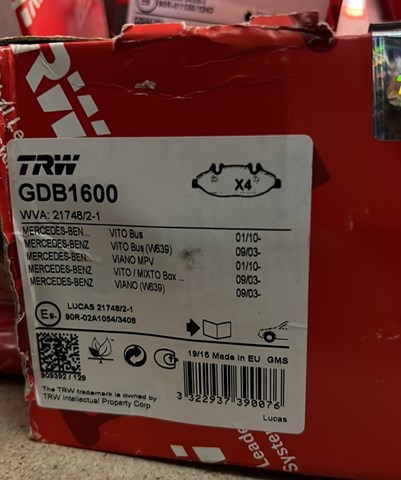 TRW
GDB1600
X4
WVA: 21748/2-1
MERCEDES-BEN... VITO Bus 01/10-
MERCEDES-BENZ VITO Bus (W639) 09/03-
MERCEDES-BEN... VIANO MPV 01/10-
MERCEDES-BENZ VITO / MIXTO Box ... 09/03-
MERCEDES-BENZ VIANO (W639) 09/03-
LUCAS 21748/2-1
90R-02A1054/3408
19/15 Made in EU GMS
909392 / 129
The TRW trademark is owned by
TRW Intellectual Property Corp.
3 322937 390076
Lucas